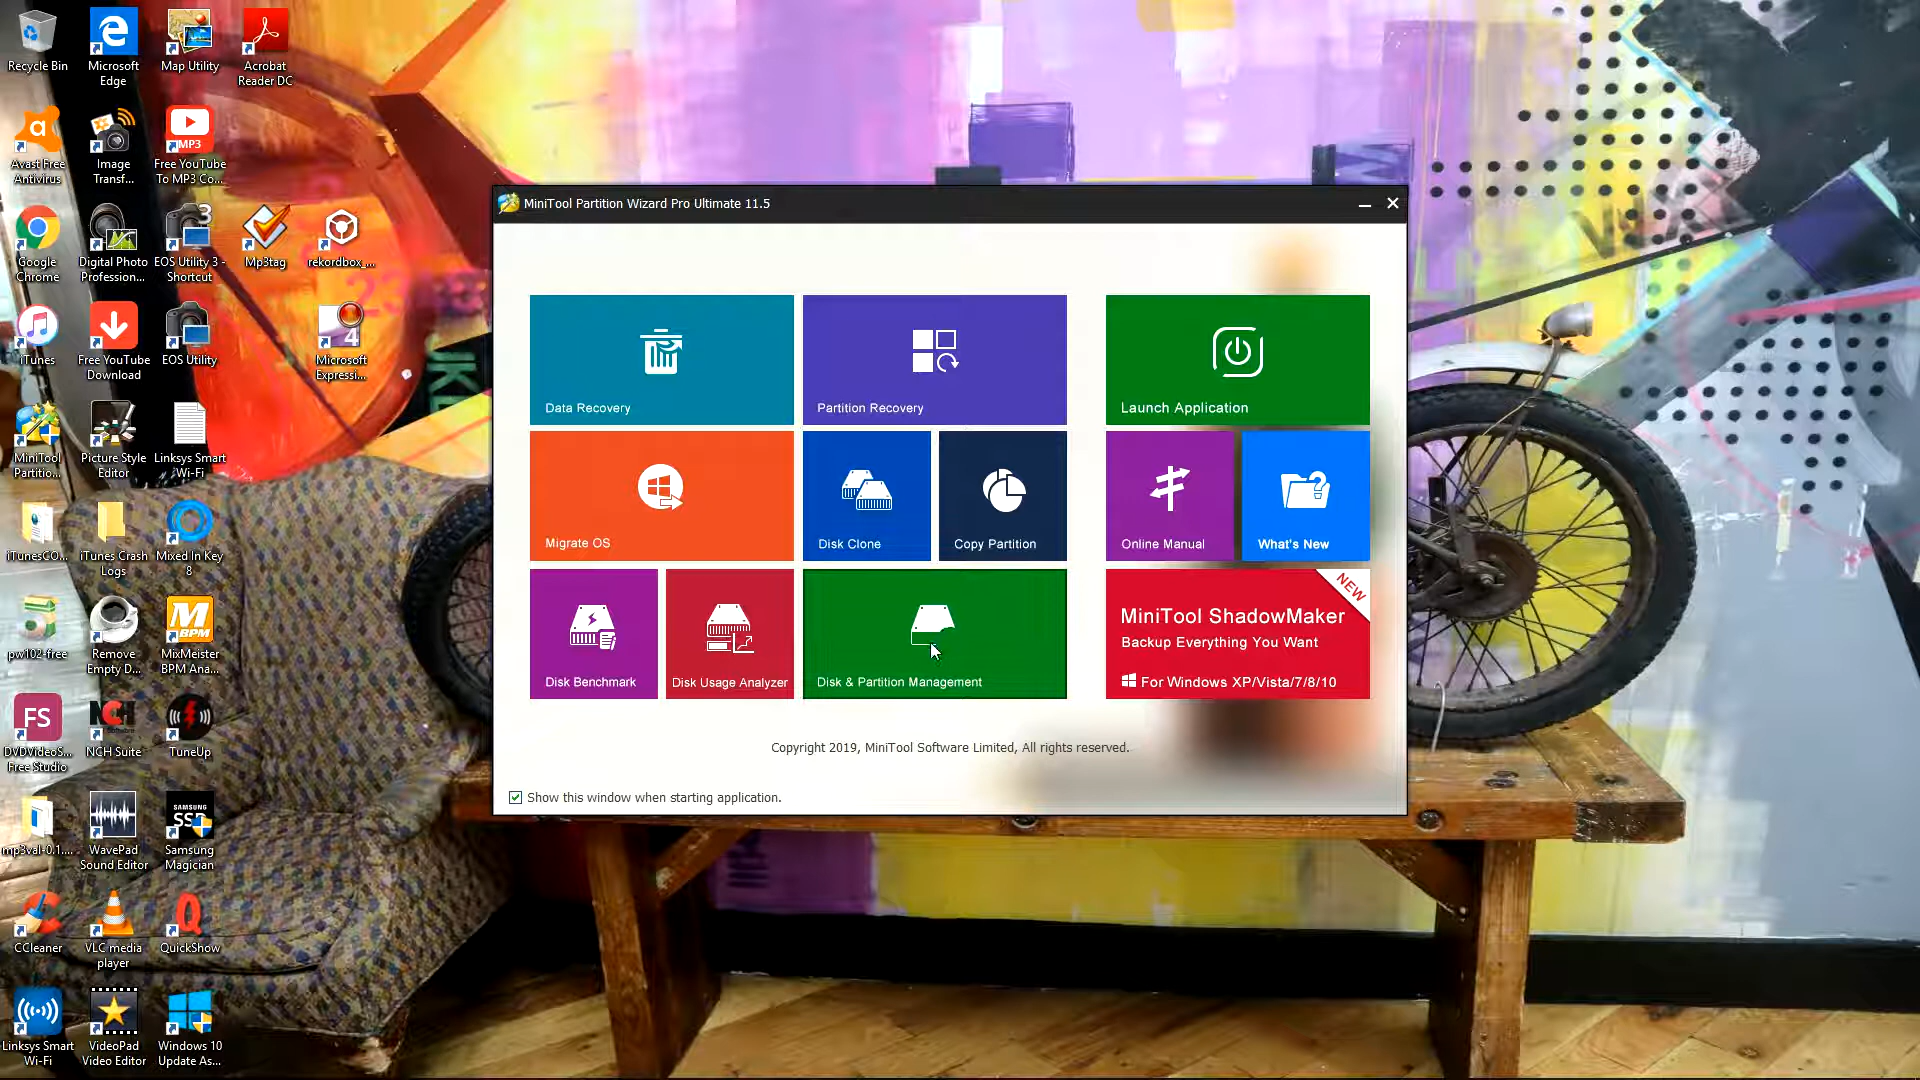 Recycle Bin
Microsoft
Edge
Map Utility
Acrobat
Reader DC
Avast Free
Antivirus
Image
Transf...
MP3
Free YouTube
To MP3 Co...
Google
Chrome
Digital Photo
Profession...
3
EOS Utility 3 -
Shortcut
Mp3tag
rekordbox_...
iTunes
Free YouTube
Download
EOS Utility
4
Microsoft
Expressi...
MiniTool
Partitio...
Picture Style
Editor
Linksys Smart
Wi-Fi
iTunesCO...
iTunes Crash
Logs
Mixed In Key
8
pw102-free
Remove
Empty D...
M
BPM
MixMeister
BPM Ana...
FS
DVDVideoS...
Free Studio
NCH
NCH Suite
TuneUp
mp3val-0.1....
WavePad
Sound Editor
SAMSUNG
SSD
Samsung
Magician
CCleaner
VLC media
player
QuickShow
Linksys Smart
Wi-Fi
VideoPad
Video Editor
Windows 10
Update As...
MiniTool Partition Wizard Pro Ultimate 11.5
Data Recovery
Partition Recovery
Launch Application
Migrate OS
Disk Clone
Copy Partition
Online Manual
What's New
Disk Benchmark
Disk Usage Analyzer
Disk & Partition Management
NEW
MiniTool ShadowMaker
Backup Everything You Want
For Windows XP/Vista/7/8/10
Copyright 2019, MiniTool Software Limited, All rights reserved.
Show this window when starting application.